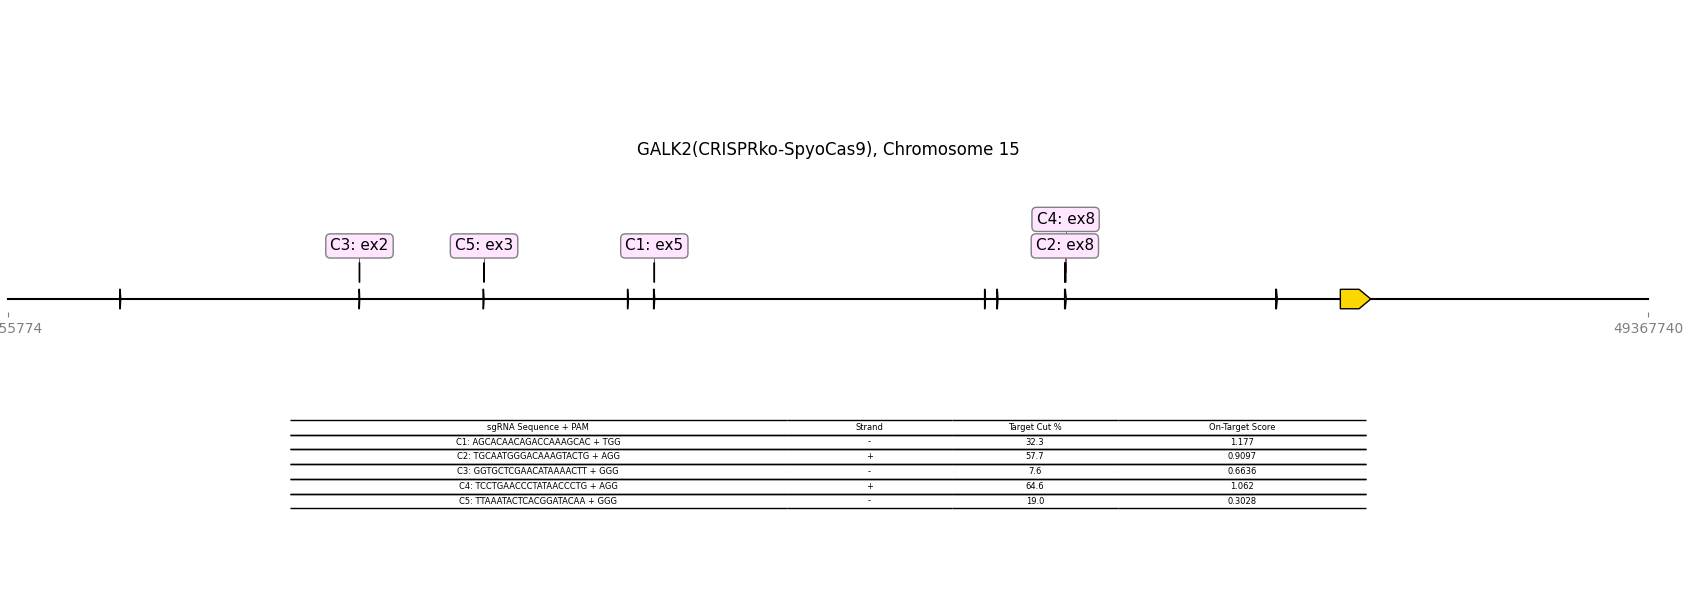 GALK2(CRISPRko-SpyoCas9), Chromosome 15
C4: ex8
C3: ex2 C5: ex3 C1: ex5 C2: ex8
55774 49367740
sgRNA Sequence + PAM Strand Target Cut % On-Target Score
C1: AGCACAACAGACCAAAGCAC + TGG - 32.3 1.177
C2: TGCAATGGGACAAAGTACTG + AGG + 57.7 0.9097
C3: GGTGCTCGAACATAAAACTT + GGG - 7.6 0.6636
C4: TCCTGAACCCTATAACCCTG + AGG + 64.6 1.062
C5: TTAAATACTCACGGATACAA + GGG - 19.0 0.3028